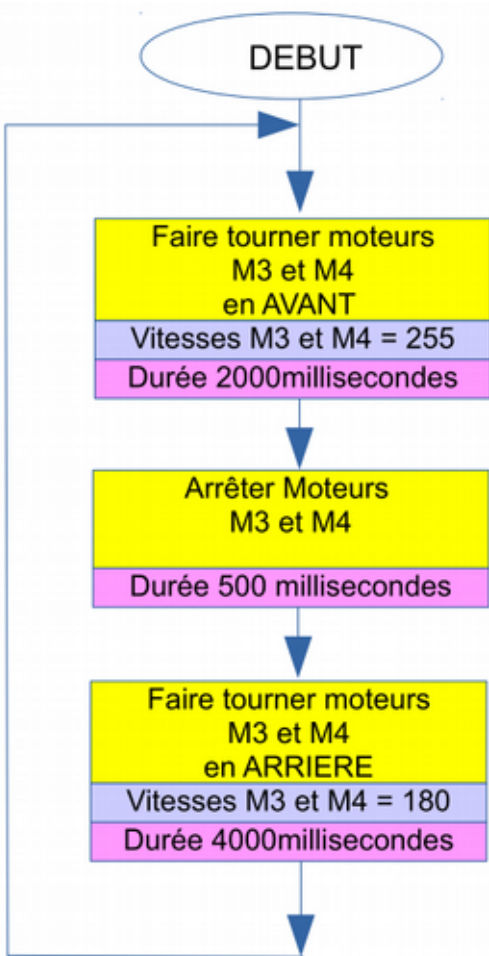 DEBUT
Faire tourner moteurs
M3 et M4
en AVANT
Vitesses M3 et M4 = 255
Durée 2000millisecondes
Arrêter Moteurs
M3 et M4
Durée 500 millisecondes
Faire tourner moteurs
M3 et M4
en ARRIERE
Vitesses M3 et M4 = 180
Durée 4000millisecondes